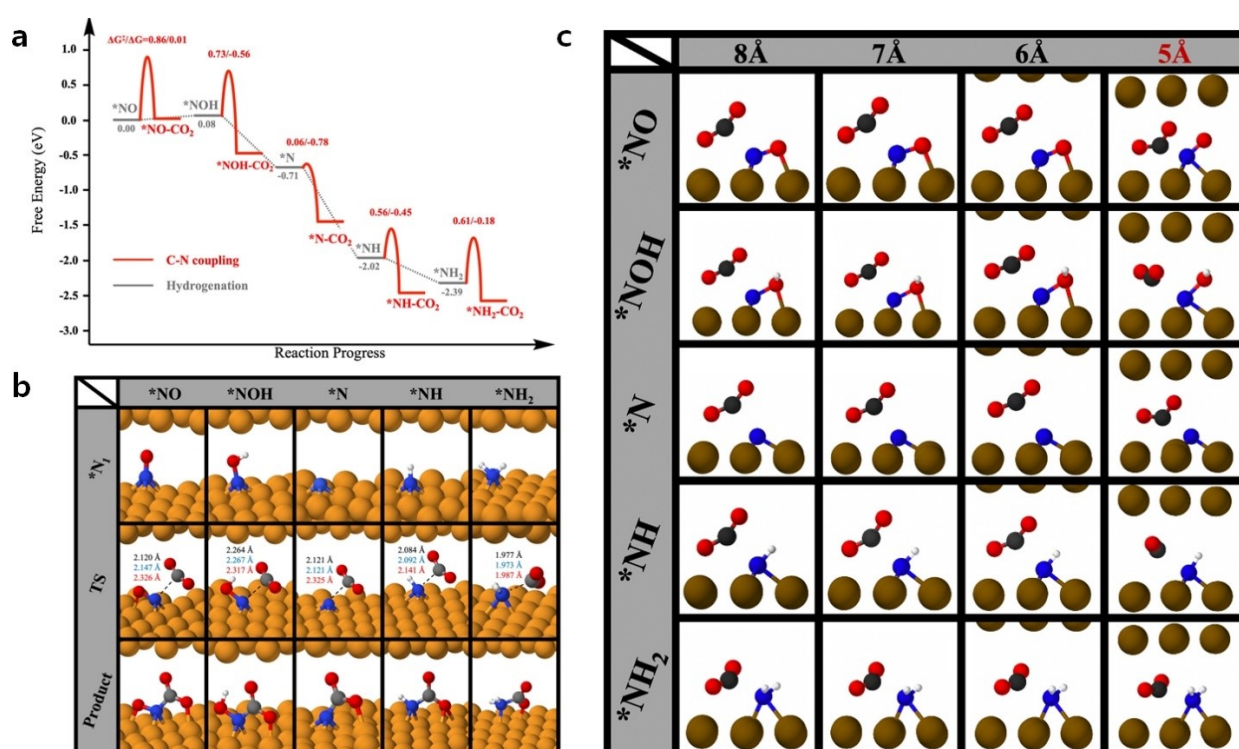 a
ΔG‡/ΔG=0.86/0.01
0.73/-0.56
0.06/-0.78
0.56/-0.45
0.61/-0.18
Free Energy (eV)
1.0
0.5
0.0
-0.5
-1.0
-1.5
-2.0
-2.5
-3.0
*NO
0.00
*NO-CO₂
*NOH
0.08
*NOH-CO₂
*N
-0.71
*N-CO₂
*NH
-2.02
*NH-CO₂
*NH₂
-2.39
*NH₂-CO₂
C-N coupling
Hydrogenation
Reaction Progress
b
*NO *NOH *N *NH *NH₂
*N₁
TS
2.120 Å
2.147 Å
2.326 Å
2.264 Å
2.267 Å
2.317 Å
2.121 Å
2.121 Å
2.325 Å
2.084 Å
2.092 Å
2.141 Å
1.977 Å
1.973 Å
1.987 Å
Product
c
8Å 7Å 6Å 5Å
*NO
*NOH
*N
*NH
*NH₂